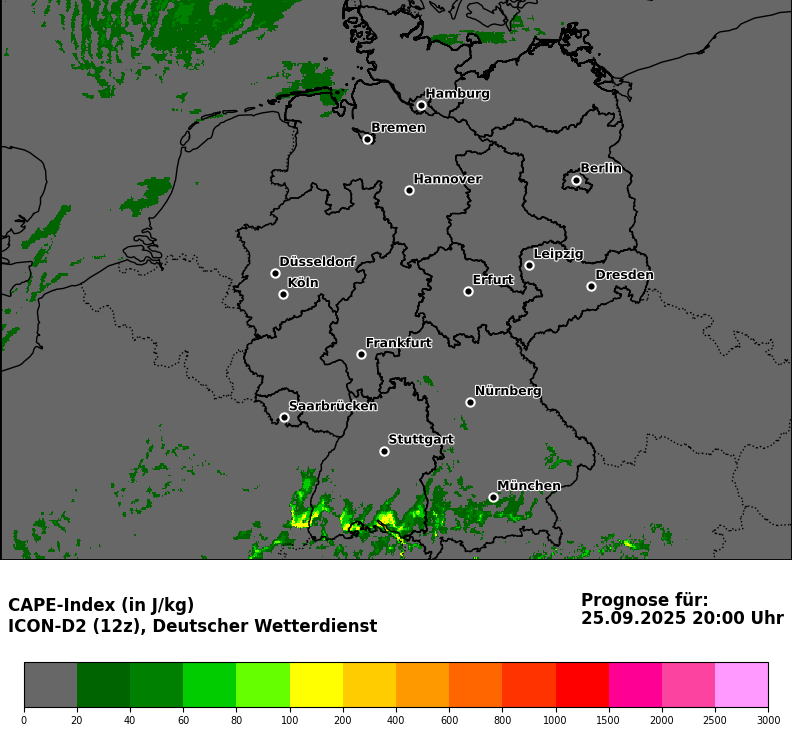 Hamburg
Bremen
Berlin
Hannover
Leipzig
Düsseldorf
Dresden
Erfurt
Köln
Frankfurt
Nürnberg
Saarbrücken
Stuttgart
München
CAPE-Index (in J/kg)
ICON-D2 (12z), Deutscher Wetterdienst
Prognose für:
25.09.2025 20:00 Uhr
0 20 40 60 80 100 200 400 600 800 1000 1500 2000 2500 3000